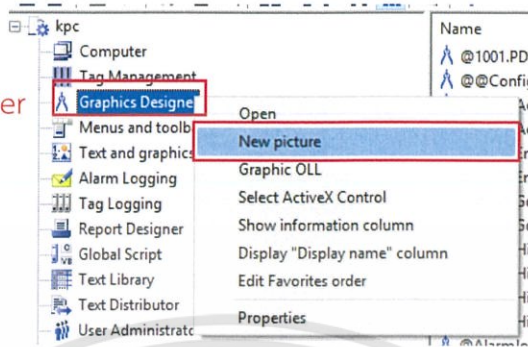 kpc
Computer
Tag Management
Graphics Designe
er
Menus and toolb
Text and graphics
Alarm Logging
Tag Logging
Report Designer
Global Script
Text Library
Text Distributor
User Administratc
Open
New picture
Graphic OLL
Select ActiveX Control
Show information column
Display "Display name" column
Edit Favorites order
Properties
Name
@1001.PD
@@Config